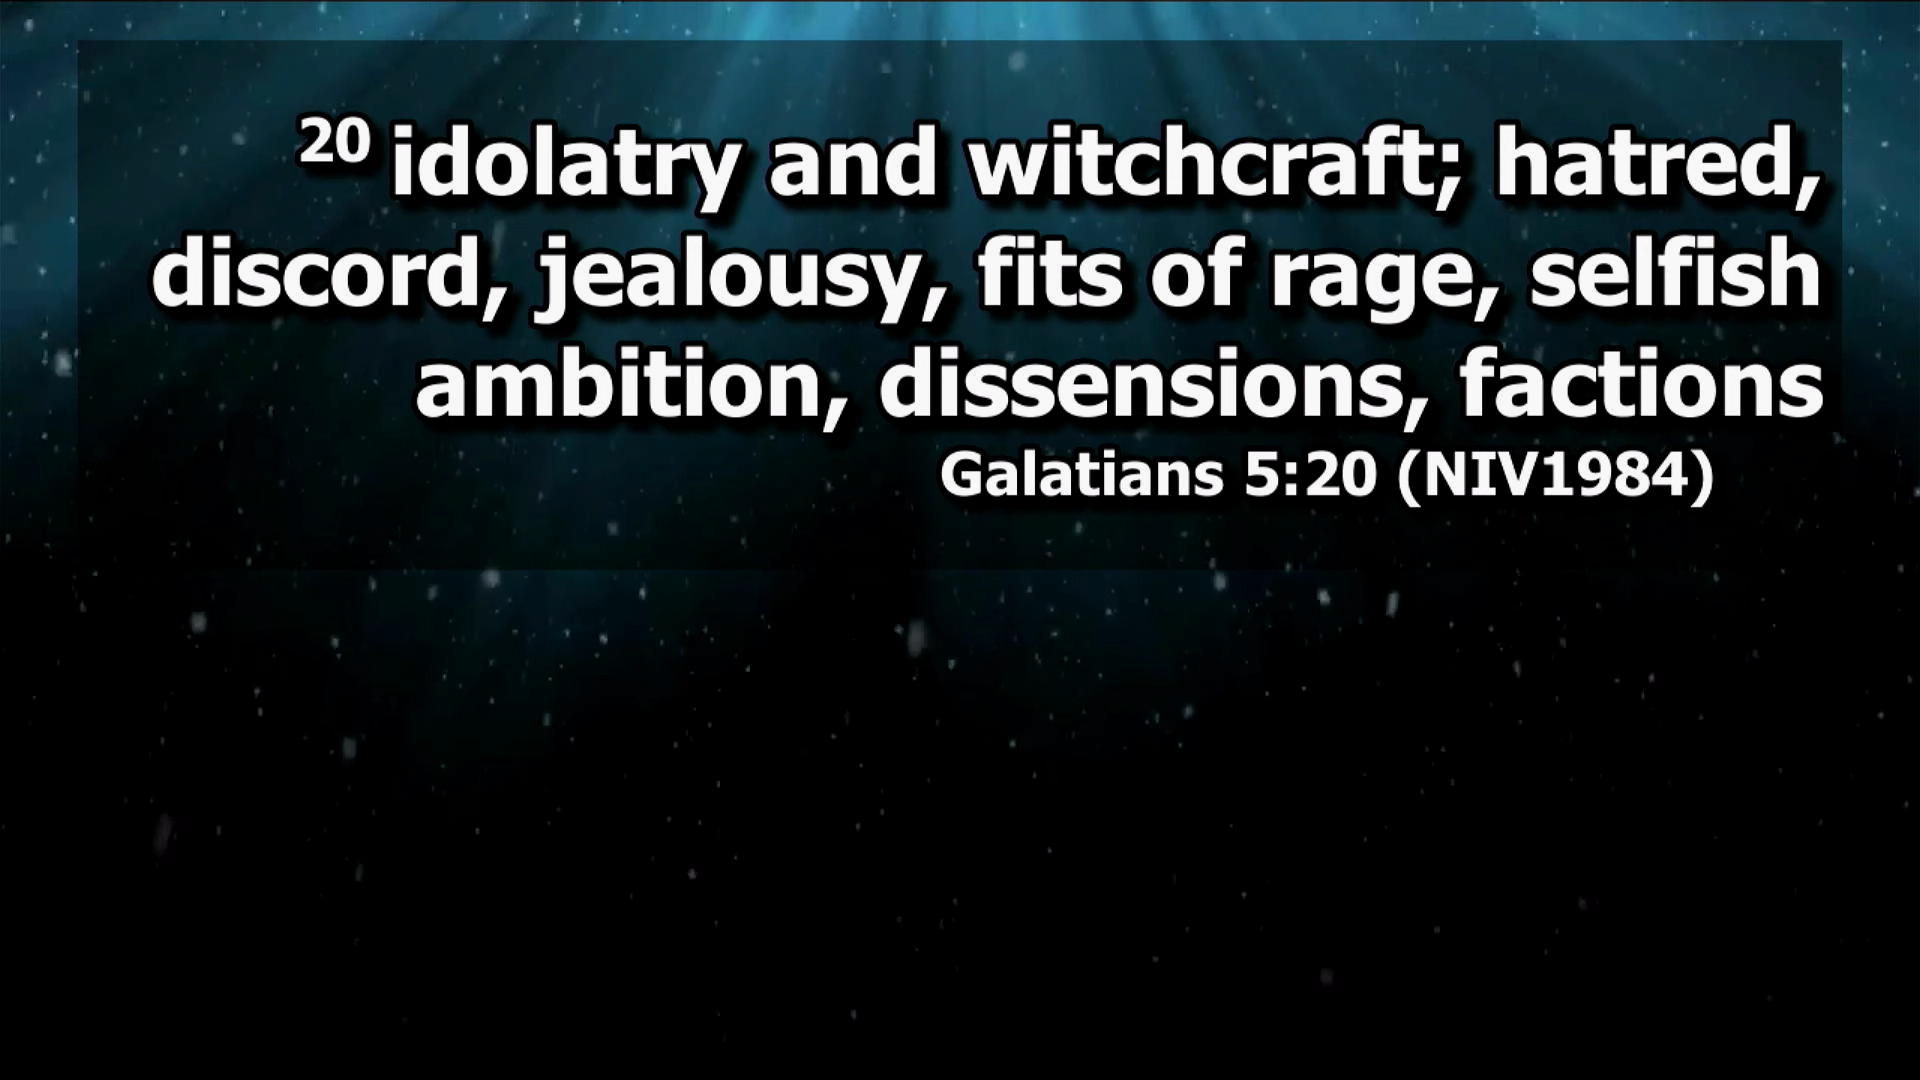 20 idolatry and witchcraft; hatred,
discord, jealousy, fits of rage, selfish
ambition, dissensions, factions
Galatians 5:20 (NIV1984)